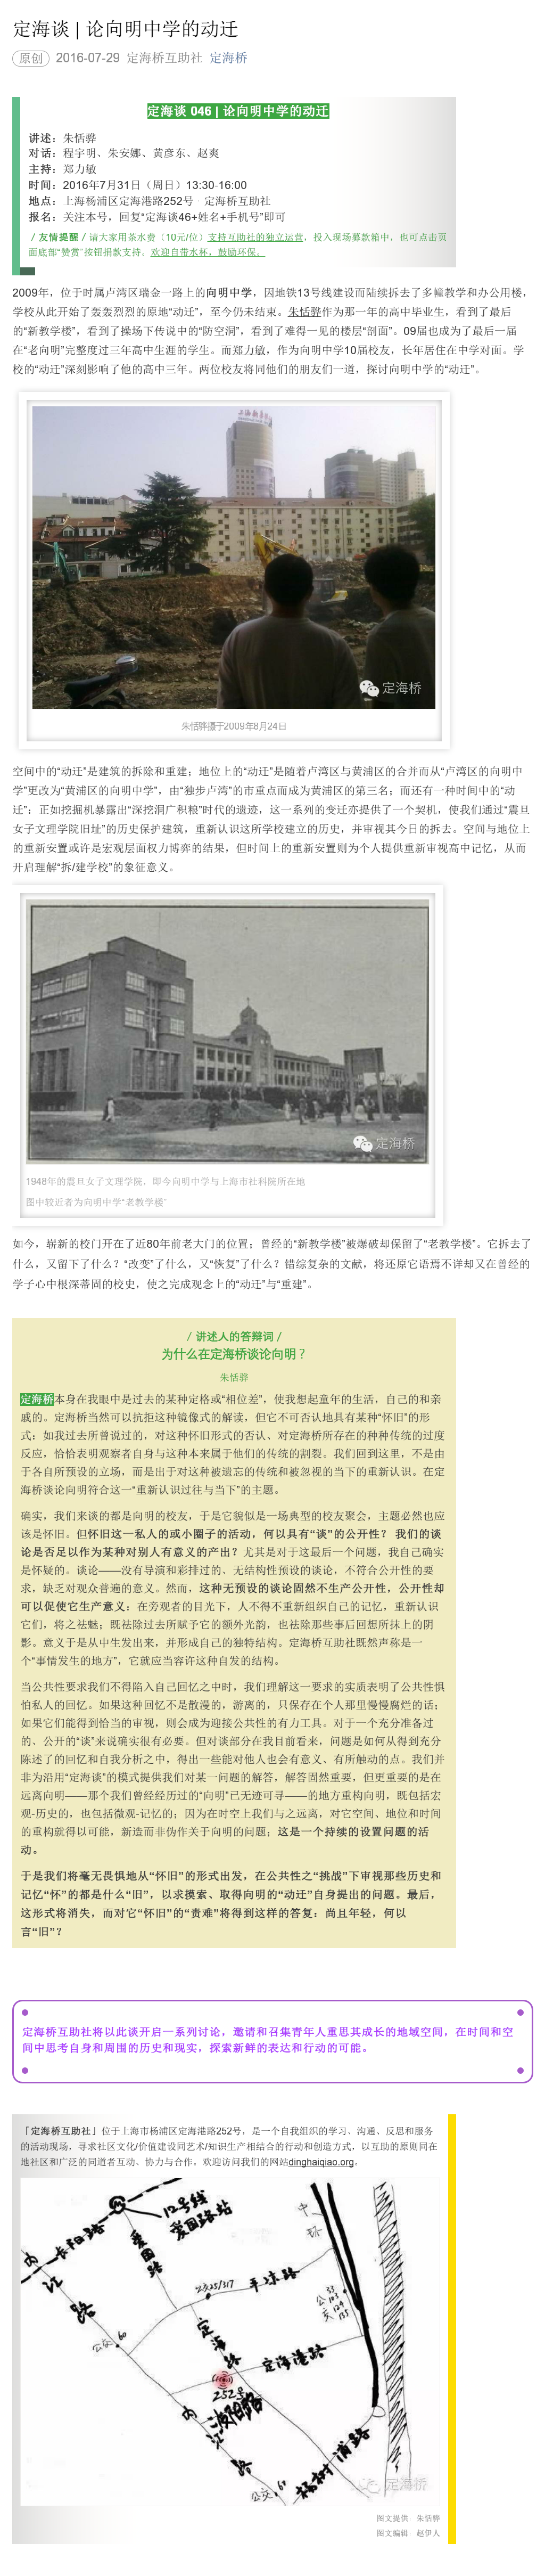 定海谈 | 论向明中学的动迁
原创 2016-07-29 定海桥互助社 定海桥
定海谈 046 | 论向明中学的动迁
讲述：朱恬骅
对话：程宇明、朱安娜、黄彦东、赵爽
主持：郑力敏
时间：2016年7月31日（周日）13:30-16:00
地点：上海杨浦区定海港路252号 · 定海桥互助社
报名：关注本号，回复“定海谈46+姓名+手机号”即可
/ 友情提醒 / 请大家用茶水费（10元/位）支持互助社的独立运营，投入现场募款箱中，也可点击页
面底部“赞赏”按钮捐款支持。欢迎自带水杯，鼓励环保。
2009年，位于时属卢湾区瑞金一路上的向明中学，因地铁13号线建设而陆续拆去了多幢教学和办公用楼，
学校从此开始了轰轰烈烈的原地“动迁”，至今仍未结束。朱恬骅作为那一年的高中毕业生，看到了最后
的“新教学楼”，看到了操场下传说中的“防空洞”，看到了难得一见的楼层“剖面”。09届也成为了最后一届
在“老向明”完整度过三年高中生涯的学生。而郑力敏，作为向明中学10届校友，长年居住在中学对面。学
校的“动迁”深刻影响了他的高中三年。两位校友将同他们的朋友们一道，探讨向明中学的“动迁”。
定海桥
朱恬骅摄于2009年8月24日
空间中的“动迁”是建筑的拆除和重建；地位上的“动迁”是随着卢湾区与黄浦区的合并而从“卢湾区的向明中
学”更改为“黄浦区的向明中学”，由“独步卢湾”的市重点而成为黄浦区的第三名；而还有一种时间中的“动
迁”：正如挖掘机暴露出“深挖洞广积粮”时代的遗迹，这一系列的变迁亦提供了一个契机，使我们通过“震旦
女子文理学院旧址”的历史保护建筑，重新认识这所学校建立的历史，并审视其今日的拆去。空间与地位上
的重新安置或许是宏观层面权力博弈的结果，但时间上的重新安置则为个人提供重新审视高中记忆，从而
开启理解“拆/建学校”的象征意义。
定海桥
1948年的震旦女子文理学院，即今向明中学与上海市社科院所在地
图中较近者为向明中学“老教学楼”
如今，崭新的校门开在了近80年前老大门的位置；曾经的“新教学楼”被爆破却保留了“老教学楼”。它拆去了
什么，又留下了什么？“改变”了什么，又“恢复”了什么？错综复杂的文献，将还原它语焉不详却又在曾经的
学子心中根深蒂固的校史，使之完成观念上的“动迁”与“重建”。
/ 讲述人的答辩词 /
为什么在定海桥谈论向明？
朱恬骅
定海桥本身在我眼中是过去的某种定格或“相位差”，使我想起童年的生活，自己的和亲
戚的。定海桥当然可以抗拒这种镜像式的解读，但它不可否认地具有某种“怀旧”的形
式：如我过去所曾说过的，对这种怀旧形式的否认、对定海桥所存在的种种传统的过度
反应，恰恰表明观察者自身与这种本来属于他们的传统的割裂。我们回到这里，不是由
于各自所预设的立场，而是出于对这种被遗忘的传统和被忽视的当下的重新认识。在定
海桥谈论向明符合这一“重新认识过往与当下”的主题。
确实，我们来谈的都是向明的校友，于是它貌似是一场典型的校友聚会，主题必然也应
该是怀旧。但怀旧这一私人的或小圈子的活动，何以具有“谈”的公开性？ 我们的谈
论是否足以作为某种对别人有意义的产出？尤其是对于这最后一个问题，我自己确实
是怀疑的。谈论——没有导演和彩排过的、无结构性预设的谈论，不符合公开性的要
求，缺乏对观众普遍的意义。然而，这种无预设的谈论固然不生产公开性，公开性却
可以促使它生产意义：在旁观者的目光下，人不得不重新组织自己的记忆，重新认识
它们，将之祛魅；既祛除过去所赋予它的额外光韵，也祛除那些事后回想所抹上的阴
影。意义于是从中生发出来，并形成自己的独特结构。定海桥互助社既然声称是一
个“事情发生的地方”，它就应当容许这种自发的结构。
当公共性要求我们不得陷入自己回忆之中时，我们理解这一要求的实质表明了公共性惧
怕私人的回忆。如果这种回忆不是散漫的，游离的，只保存在个人那里慢慢腐烂的话；
如果它们能得到恰当的审视，则会成为迎接公共性的有力工具。对于一个充分准备过
的、公开的“谈”来说确实很有必要。但对谈部分在我目前看来，问题是如何从得到充分
陈述了的回忆和自我分析之中，得出一些能对他人也会有意义、有所触动的点。我们并
非为沿用“定海谈”的模式提供我们对某一问题的解答，解答固然重要，但更重要的是在
远离向明——那个我们曾经经历过的“向明”已无迹可寻——的地方重构向明，既包括宏
观-历史的，也包括微观-记忆的；因为在时空上我们与之远离，对它空间、地位和时间
的重构就得以可能，新造而非伪作关于向明的问题；这是一个持续的设置问题的活
动。
于是我们将毫无畏惧地从“怀旧”的形式出发，在公共性之“挑战”下审视那些历史和
记忆“怀”的都是什么“旧”，以求摸索、取得向明的“动迁”自身提出的问题。最后，
这形式将消失，而对它“怀旧”的“责难”将得到这样的答复：尚且年轻，何以
言“旧”？
定海桥互助社将以此谈开启一系列讨论，邀请和召集青年人重思其成长的地域空间，在时间和空
间中思考自身和周围的历史和现实，探索新鲜的表达和行动的可能。
「定海桥互助社」位于上海市杨浦区定海港路252号，是一个自我组织的学习、沟通、反思和服务
的活动现场，寻求社区文化/价值建设同艺术/知识生产相结合的行动和创造方式，以互助的原则同在
地社区和广泛的同道者互动、协力与合作。欢迎访问我们的网站dinghaiqiao.org。
12号线
爱国路站
长阳路
爱国路
内江路
中环
平凉路
定海路
定海港路
252号
波阳路
内江路
杨树浦路
公交
定海桥
图文提供 朱恬骅
图文编辑 赵伊人